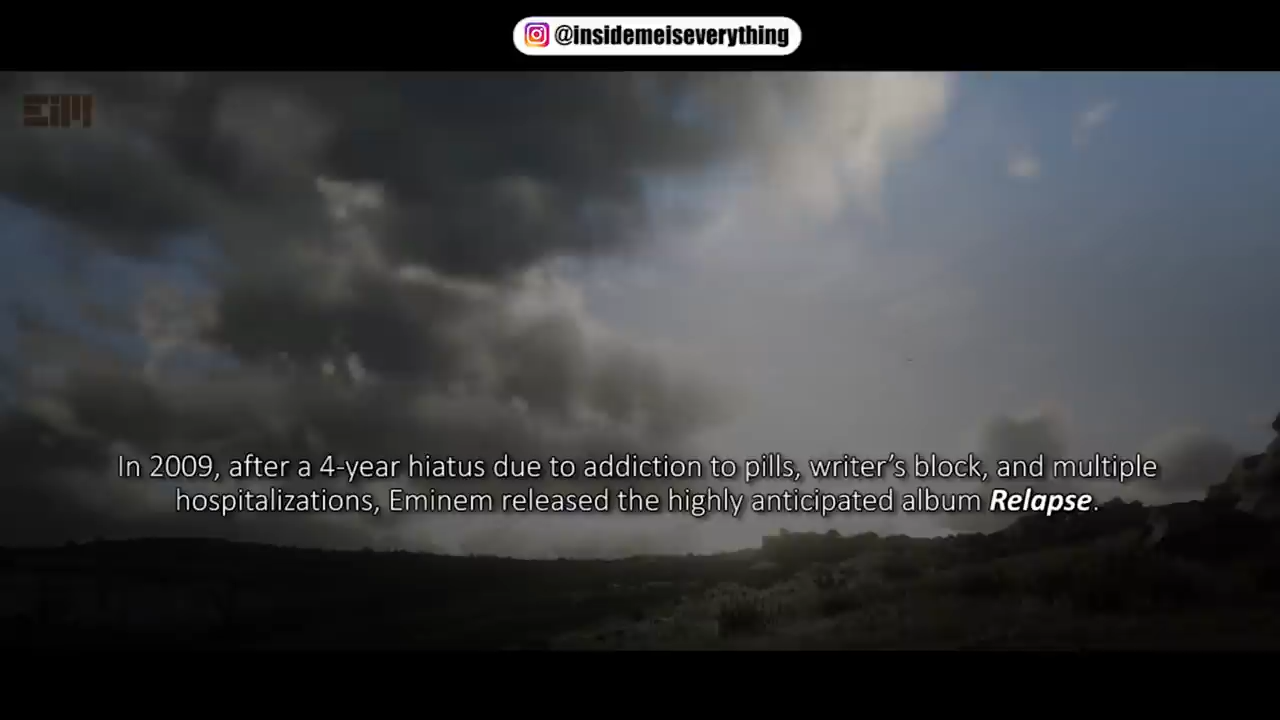 @insidemeiseverything
EiM
In 2009, after a 4-year hiatus due to addiction to pills, writer’s block, and multiple
hospitalizations, Eminem released the highly anticipated album Relapse.